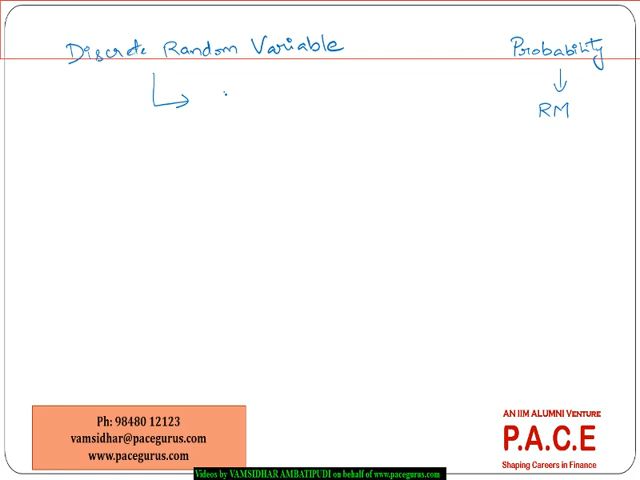 Discrete Random Variable
Probability
RM
Ph: 98480 12123
vamsidhar@pacegurus.com
www.pacegurus.com
AN IIM ALUMNI VENTURE
P.A.C.E
Shaping Careers in Finance
Videos by VAMSIDHAR AMBATIPUDI on behalf of www.pacegurus.com